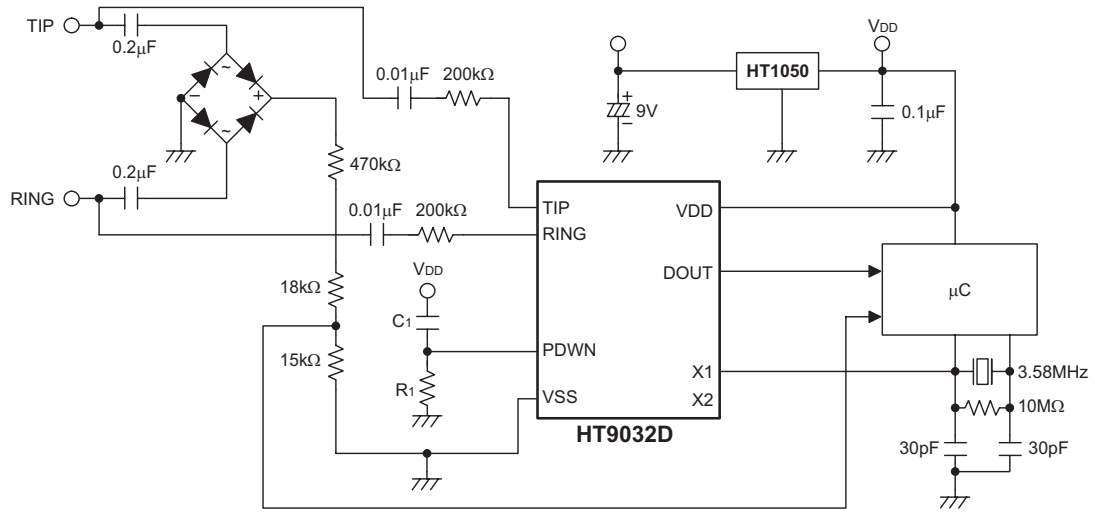 TIP
0.2μF
~
−
+
~
0.2μF
RING
0.01μF
200kΩ
470kΩ
0.01μF
200kΩ
18kΩ
15kΩ
VDD
C1
R1
TIP
RING
PDWN
VSS
VDD
DOUT
X1
X2
HT9032D
+
−
9V
HT1050
VDD
0.1μF
μC
3.58MHz
10MΩ
30pF
30pF